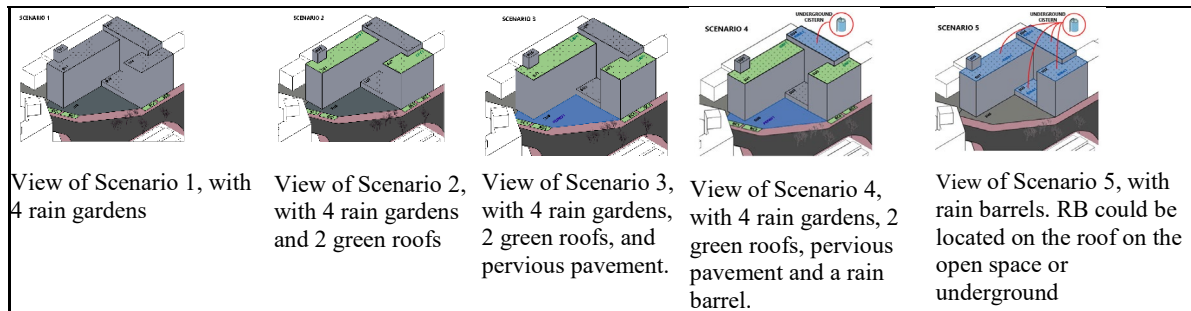 SCENARIO 1
SCENARIO 2
SCENARIO 3
SCENARIO 4
UNDERGROUND
CISTERN
SCENARIO 5
UNDERGROUND
CISTERN
View of Scenario 1, with
4 rain gardens
View of Scenario 2,
with 4 rain gardens
and 2 green roofs
View of Scenario 3,
with 4 rain gardens,
2 green roofs, and
pervious pavement.
View of Scenario 4,
with 4 rain gardens, 2
green roofs, pervious
pavement and a rain
barrel.
View of Scenario 5, with
rain barrels. RB could be
located on the roof on the
open space or
underground